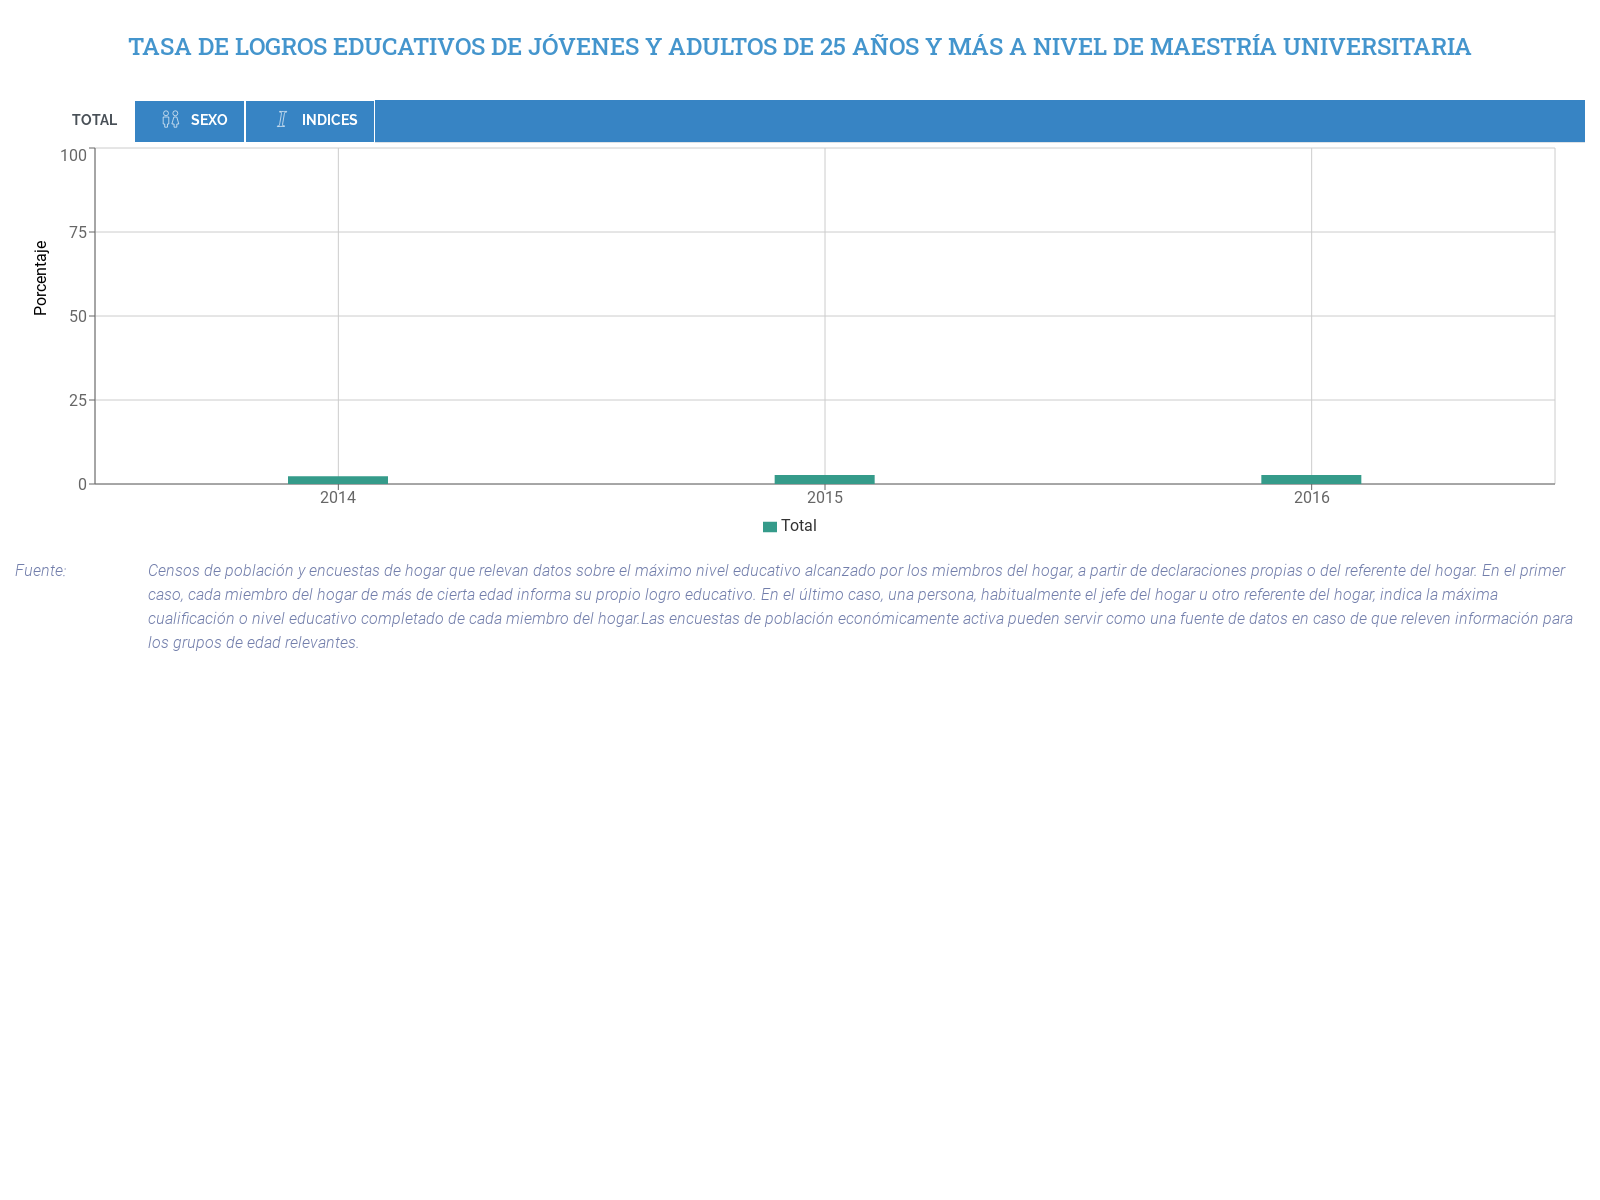 TASA DE LOGROS EDUCATIVOS DE JÓVENES Y ADULTOS DE 25 AÑOS Y MÁS A NIVEL DE MAESTRÍA UNIVERSITARIA
TOTAL SEXO INDICES
100
75
50
25
0
Porcentaje
2014 2015 2016
Total
Fuente: Censos de población y encuestas de hogar que relevan datos sobre el máximo nivel educativo alcanzado por los miembros del hogar, a partir de declaraciones propias o del referente del hogar. En el primer
caso, cada miembro del hogar de más de cierta edad informa su propio logro educativo. En el último caso, una persona, habitualmente el jefe del hogar u otro referente del hogar, indica la máxima
cualificación o nivel educativo completado de cada miembro del hogar.Las encuestas de población económicamente activa pueden servir como una fuente de datos en caso de que releven información para
los grupos de edad relevantes.